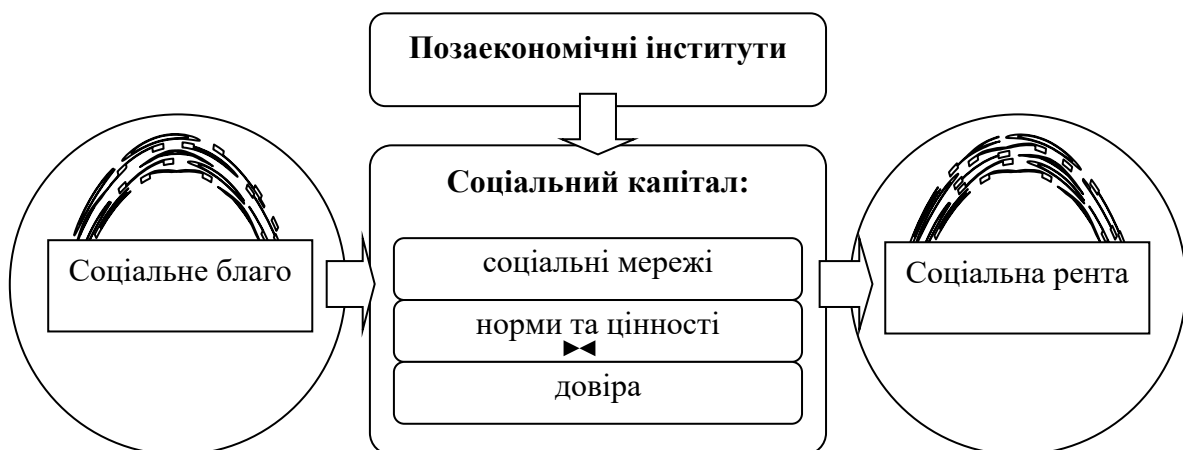 Позаекономічні інститути
Соціальний капітал:
Соціальне благо
соціальні мережі
норми та цінності
довіра
Соціальна рента